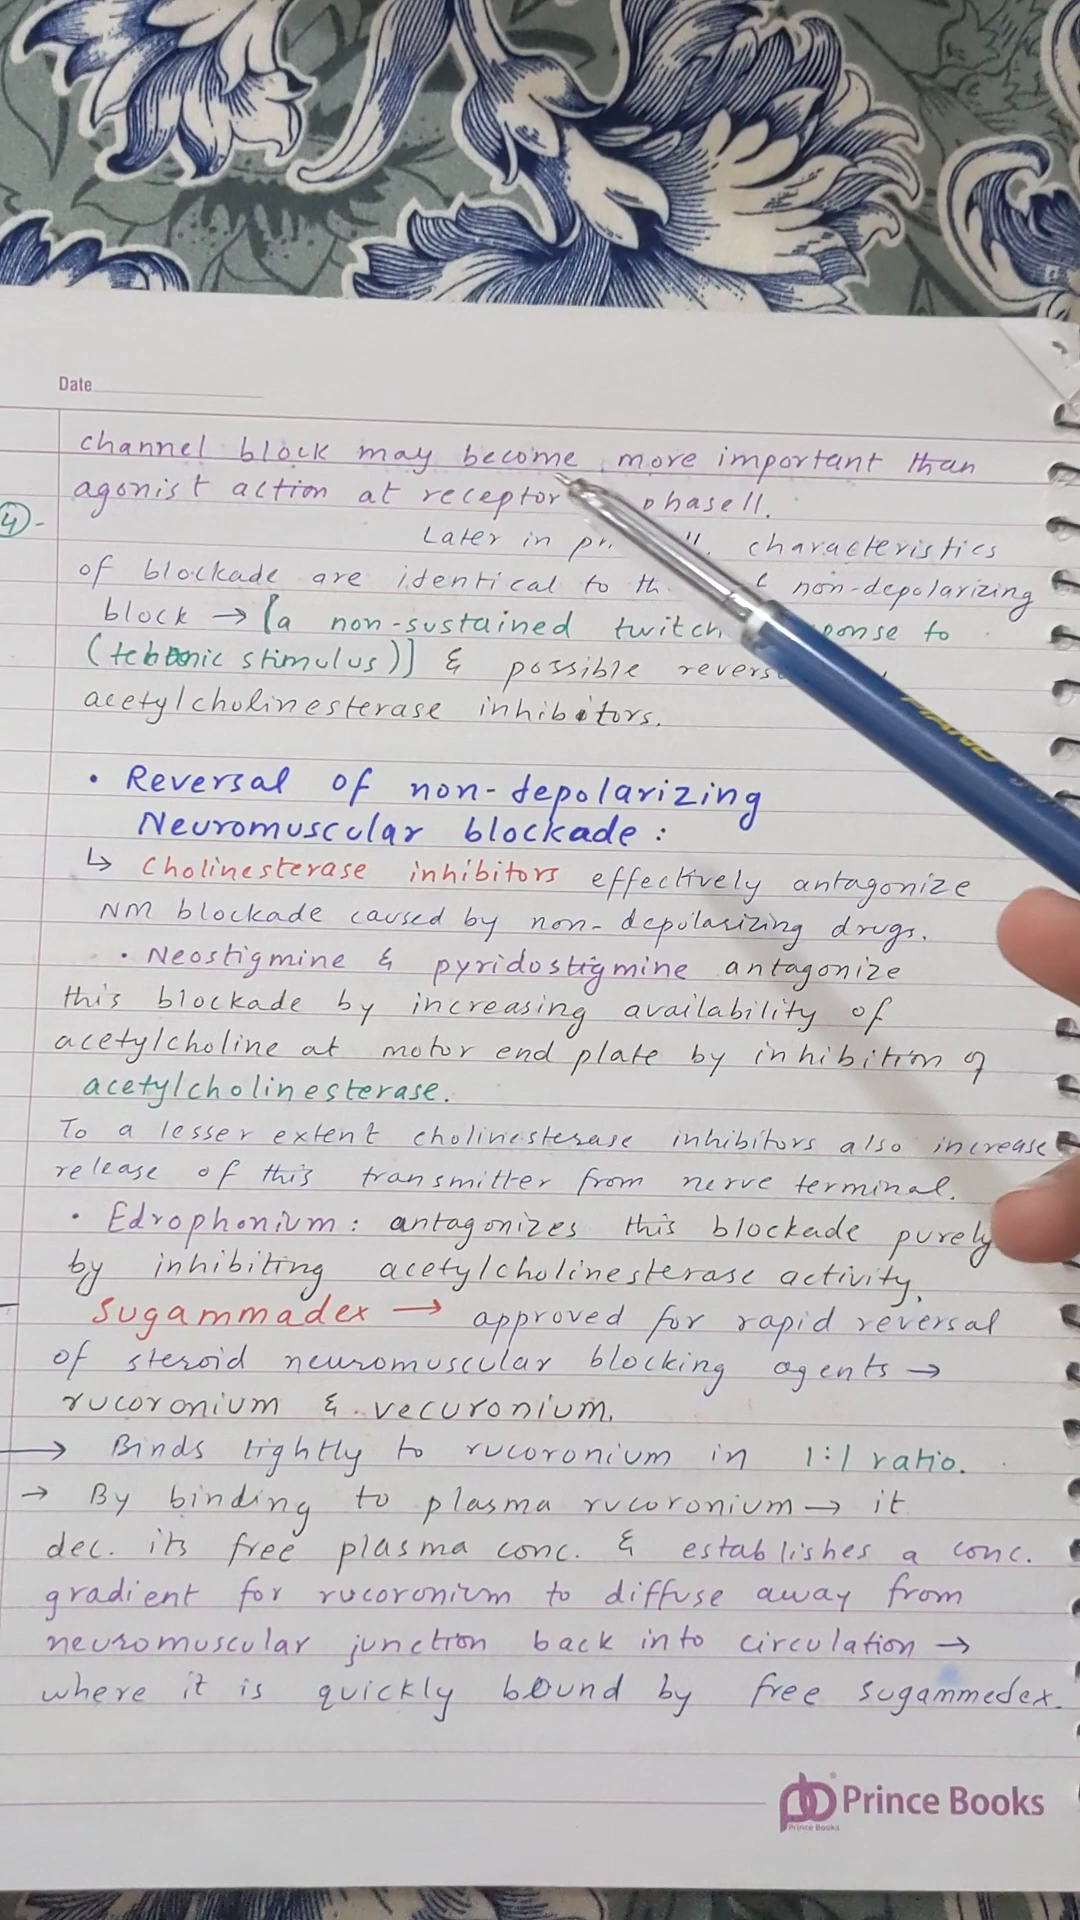 Date
channel block may become more important than
agonist action at receptor phase II.
4)-
Later in characteristics
of blockade are identical to non-depolarizing
block → [a non-sustained twitch to
(tetonic stimulus)] & possible
acetylcholinesterase inhibitors.
• Reversal of non-depolarizing
Neuromuscular blockade :
↳ Cholinesterase inhibitors effectively antagonize
NM blockade caused by non-depolarizing drugs.
• Neostigmine & pyridostigmine antagonize
this blockade by increasing availability of
acetylcholine at motor end plate by inhibition of
acetylcholinesterase.
To a lesser extent cholinesterase inhibitors also increase
release of this transmitter from nerve terminal.
• Edrophonium : antagonizes this blockade purely
by inhibiting acetylcholinesterase activity.
Sugammadex → approved for rapid reversal
of steroid neuromuscular blocking agents →
rucoronium & vecuronium.
→ Binds tightly to rucoronium in 1:1 ratio.
→ By binding to plasma rucoronium → it
dec. its free plasma conc. & establishes a conc.
gradient for rucoronium to diffuse away from
neuromuscular junction back into circulation →
where it is quickly bound by free sugammedex.
Prince Books
Prince Books